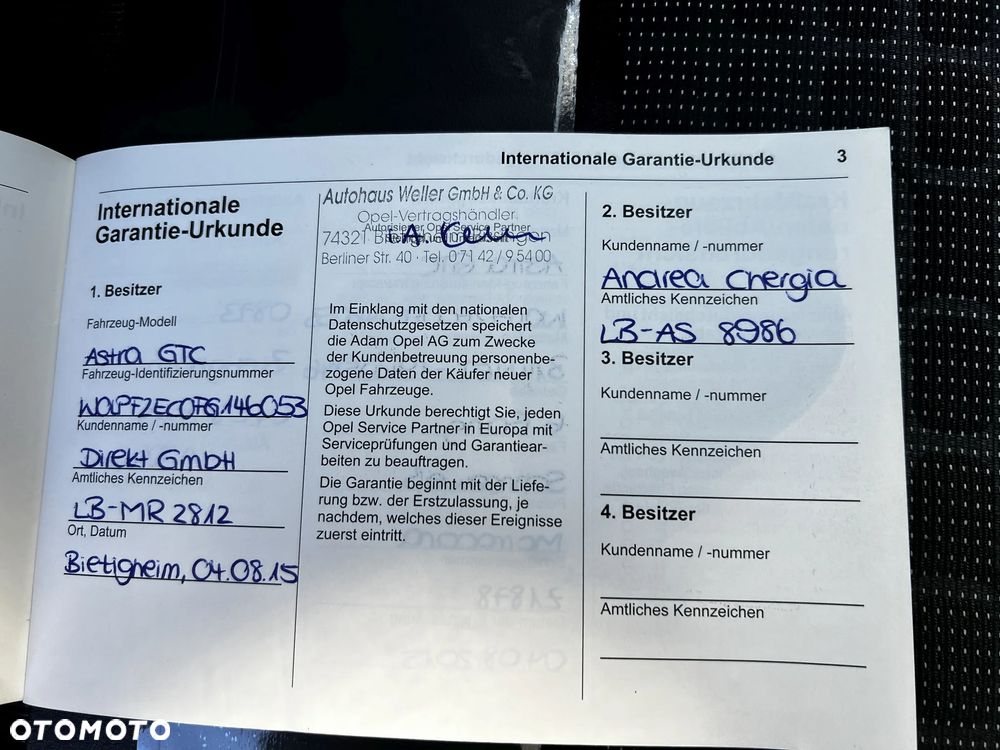 Internationale Garantie-Urkunde 3
Internationale
Garantie-Urkunde
1. Besitzer
Fahrzeug-Modell
Astra GTC
Fahrzeug-Identifizierungsnummer
W0LPF2EC0FG146053
Kundenname / -nummer
Direkt GmbH
Amtliches Kennzeichen
LB-MR 2812
Ort, Datum
Bietigheim, 04.08.15
Autohaus Weller GmbH & Co. KG
Opel-Vertragshändler
Autorisierter Opel Service Partner
74321
Berliner Str. 40 · Tel. 0 71 42 / 9 54 00
Im Einklang mit den nationalen
Datenschutzgesetzen speichert
die Adam Opel AG zum Zwecke
der Kundenbetreuung personenbe-
zogene Daten der Käufer neuer
Opel Fahrzeuge.
Diese Urkunde berechtigt Sie, jeden
Opel Service Partner in Europa mit
Serviceprüfungen und Garantiear-
beiten zu beauftragen.
Die Garantie beginnt mit der Liefe-
rung bzw. der Erstzulassung, je
nachdem, welches dieser Ereignisse
zuerst eintritt.
2. Besitzer
Kundenname / -nummer
Andrea Chergia
Amtliches Kennzeichen
LB-AS 8986
3. Besitzer
Kundenname / -nummer
Amtliches Kennzeichen
4. Besitzer
Kundenname / -nummer
Amtliches Kennzeichen
OTOMOTO